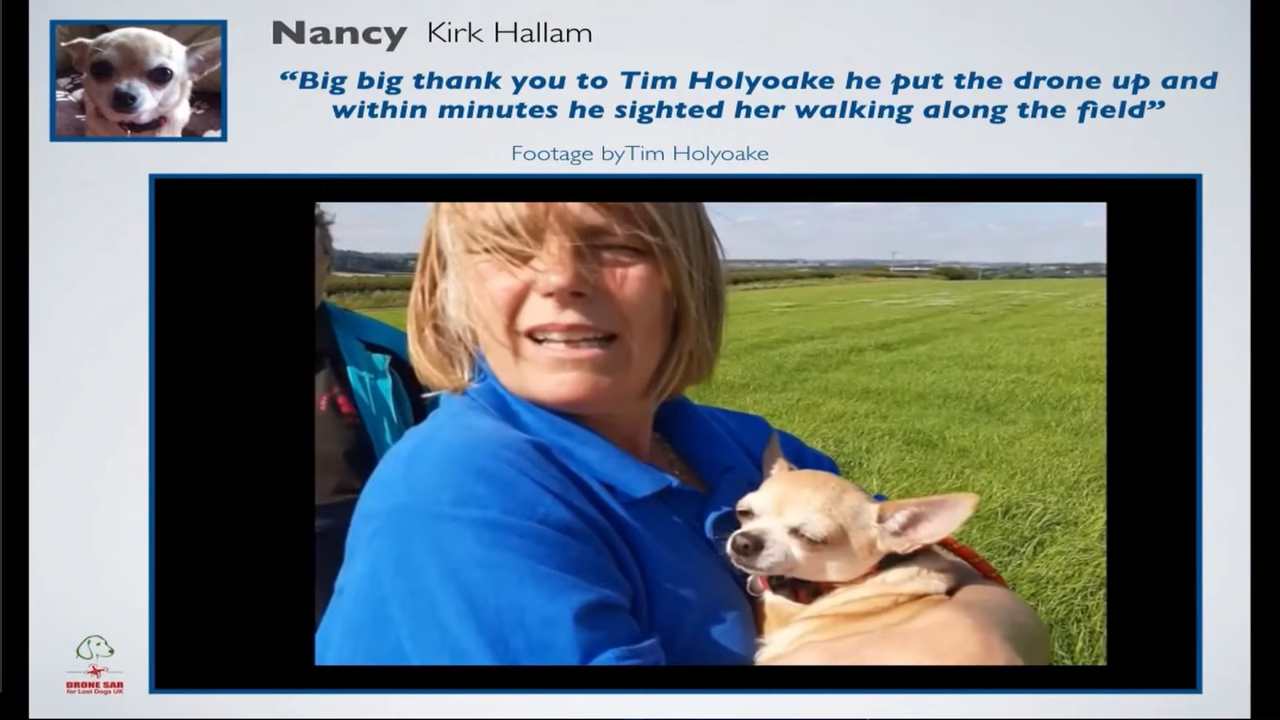 Nancy Kirk Hallam
“Big big thank you to Tim Holyoake he put the drone up and
within minutes he sighted her walking along the field”
Footage byTim Holyoake
DRONE SAR
for Lost Dogs UK